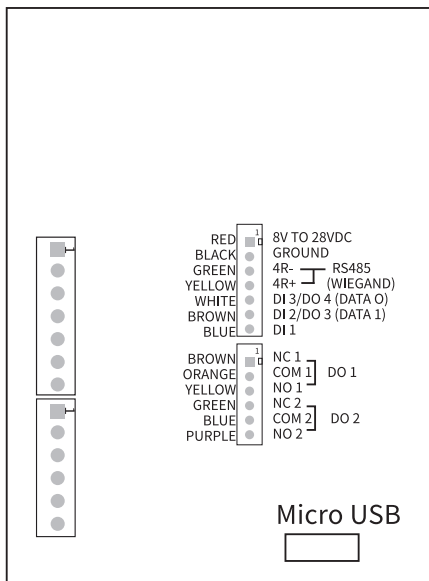 1
RED 8V TO 28VDC
BLACK GROUND
GREEN 4R- RS485
YELLOW 4R+ (WIEGAND)
WHITE DI 3/DO 4 (DATA O)
BROWN DI 2/DO 3 (DATA 1)
BLUE DI 1
1
BROWN NC 1
ORANGE COM 1 DO 1
YELLOW NO 1
GREEN NC 2
BLUE COM 2 DO 2
PURPLE NO 2
1
1
Micro USB